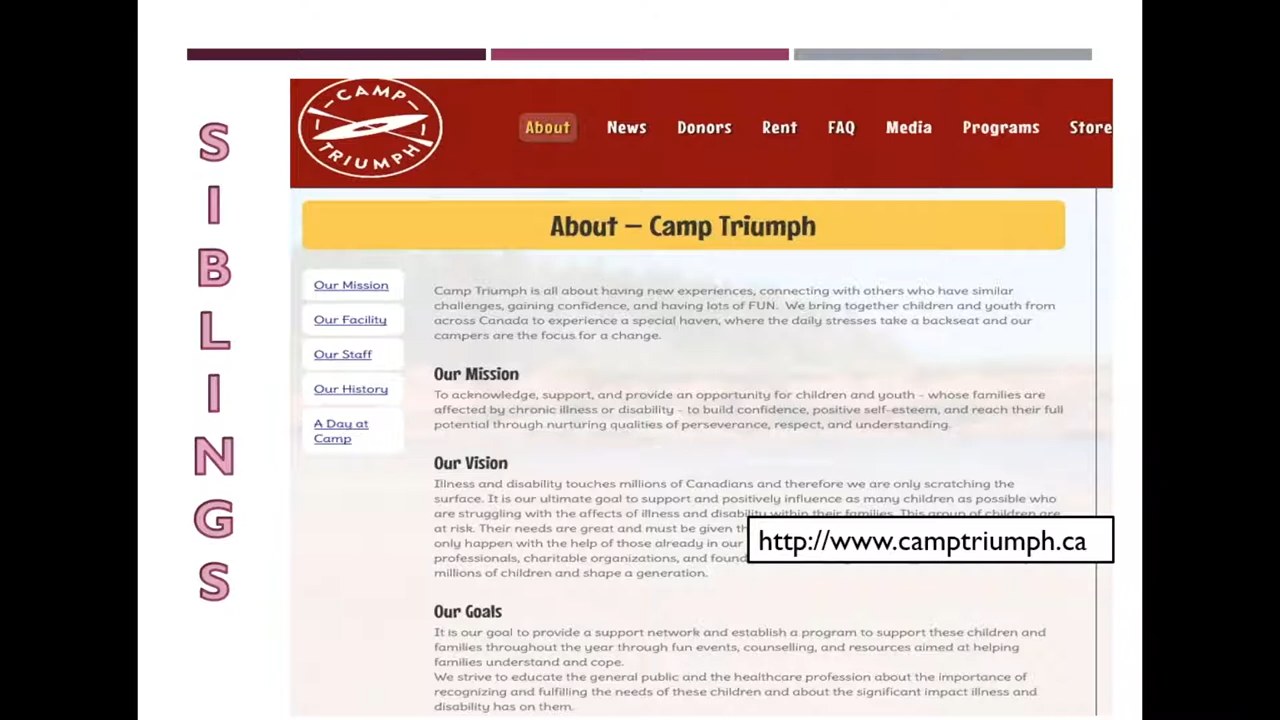 SIBLINGS
CAMP
TRIUMPH
About News Donors Rent FAQ Media Programs Store
About – Camp Triumph
Our Mission
Our Facility
Our Staff
Our History
A Day at
Camp
Camp Triumph is all about having new experiences, connecting with others who have similar
challenges, gaining confidence, and having lots of FUN. We bring together children and youth from
across Canada to experience a special haven, where the daily stresses take a backseat and our
campers are the focus for a change.
Our Mission
To acknowledge, support, and provide an opportunity for children and youth - whose families are
affected by chronic illness or disability - to build confidence, positive self-esteem, and reach their full
potential through nurturing qualities of perseverance, respect, and understanding.
Our Vision
Illness and disability touches millions of Canadians and therefore we are only scratching the
surface. It is our ultimate goal to support and positively influence as many children as possible who
are struggling with the affects of illness and disability within their families. This group of children are
at risk. Their needs are great and must be given
only happen with the help of those already in our
professionals, charitable organizations, and
millions of children and shape a generation.
http://www.camptriumph.ca
Our Goals
It is our goal to provide a support network and establish a program to support these children and
families throughout the year through fun events, counselling, and resources aimed at helping
families understand and cope.
We strive to educate the general public and the healthcare profession about the importance of
recognizing and fulfilling the needs of these children and about the significant impact illness and
disability has on them.